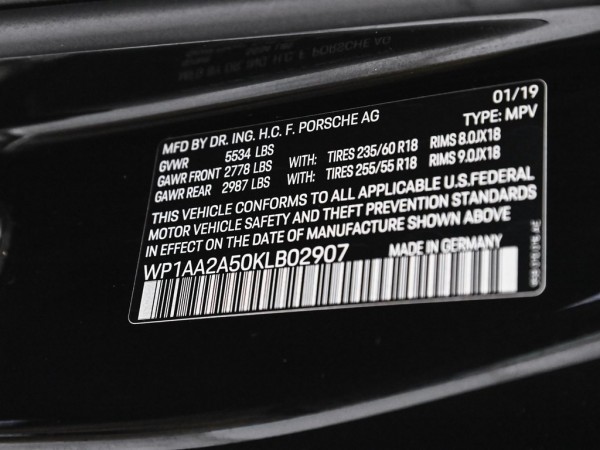 01/19
MFD BY DR. ING. H.C. F. PORSCHE AG TYPE: MPV
GVWR 5534 LBS
GAWR FRONT 2778 LBS WITH: TIRES 235/60 R18 RIMS 8.0JX18
GAWR REAR 2987 LBS WITH: TIRES 255/55 R18 RIMS 9.0JX18
THIS VEHICLE CONFORMS TO ALL APPLICABLE U.S.FEDERAL
MOTOR VEHICLE SAFETY AND THEFT PREVENTION STANDARDS
IN EFFECT ON THE DATE OF MANUFACTURE SHOWN ABOVE
WP1AA2A50KLB02907 MADE IN GERMANY